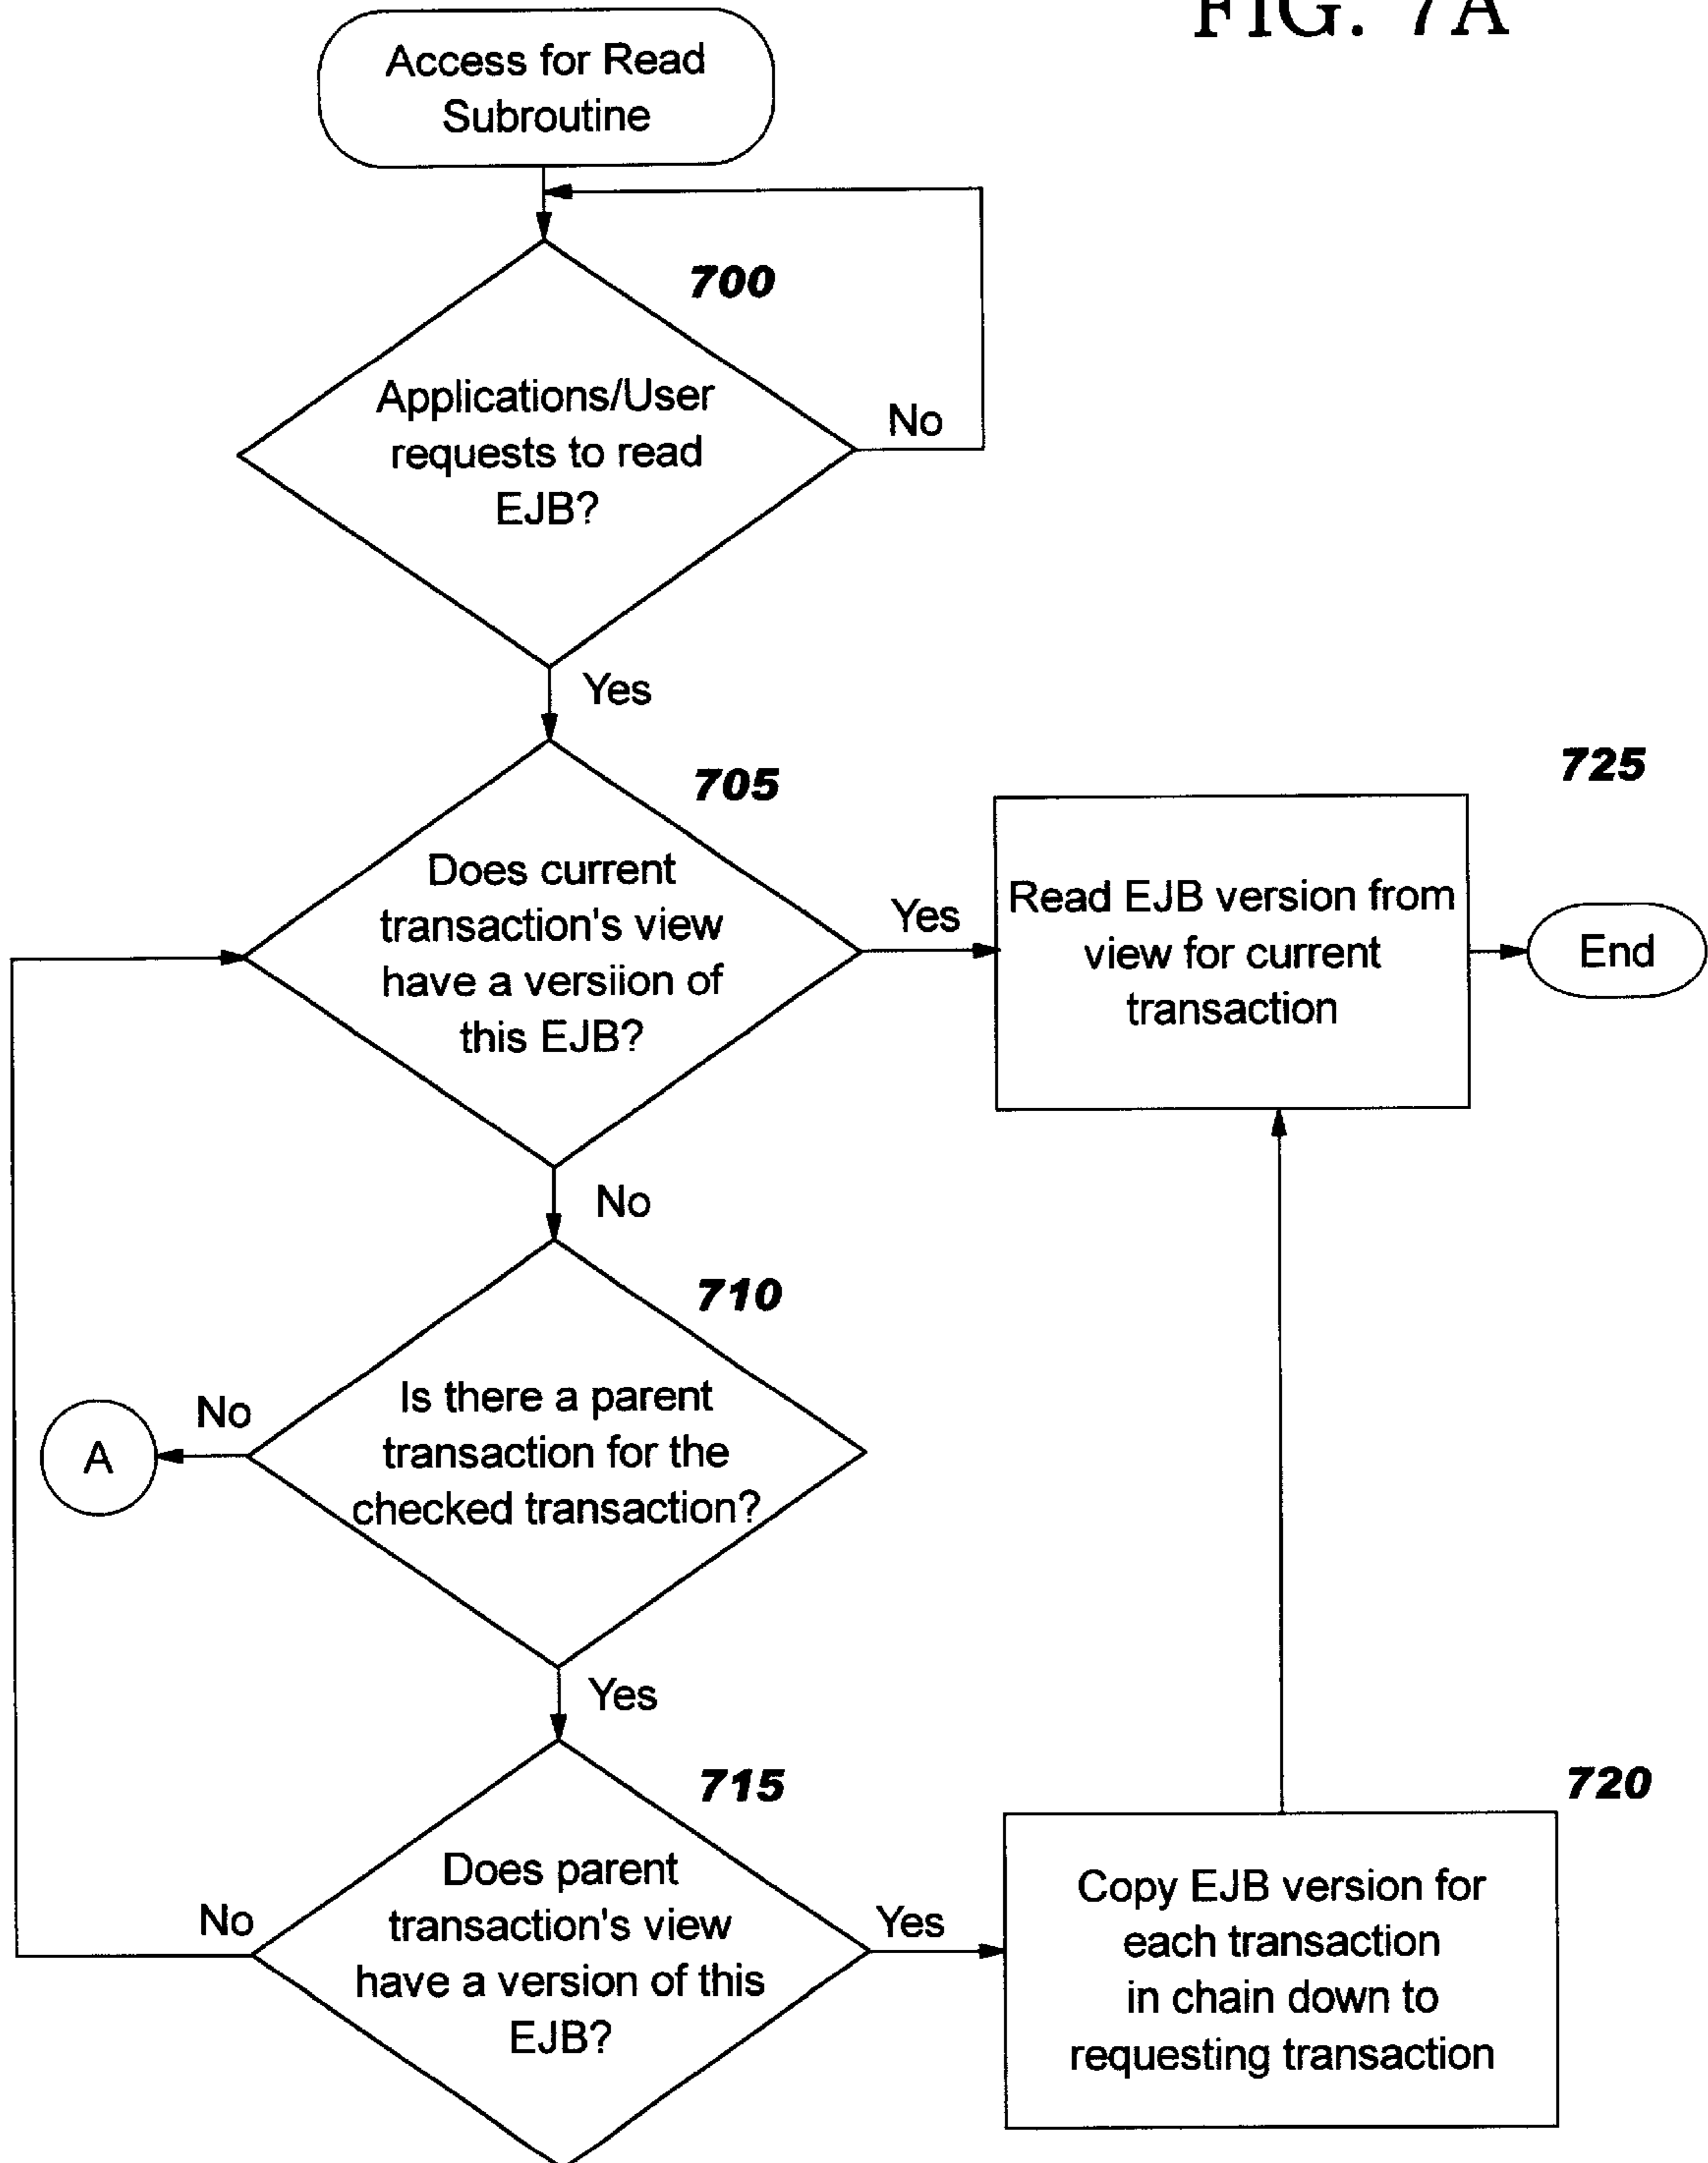 FIG. 7A
Access for Read
Subroutine
700
Applications/User
requests to read
EJB?
No
Yes
705
Does current
transaction's view
have a versiion of
this EJB?
Yes
725
Read EJB version from
view for current
transaction
End
No
710
Is there a parent
transaction for the
checked transaction?
No
A
Yes
715
Does parent
transaction's view
have a version of this
EJB?
No
Yes
720
Copy EJB version for
each transaction
in chain down to
requesting transaction